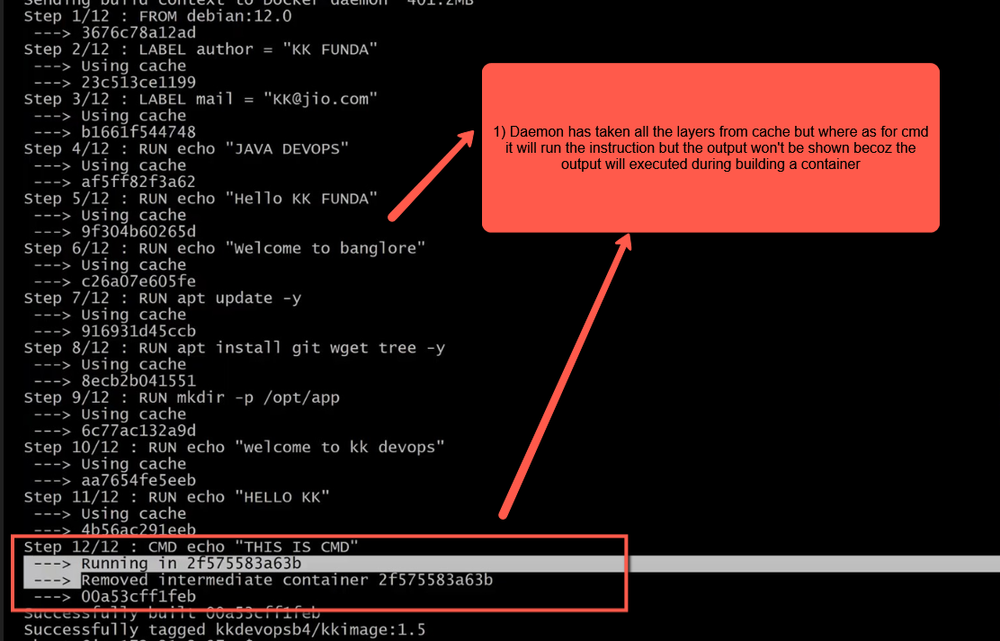 Sending build context to Docker daemon 401.2MB
Step 1/12 : FROM debian:12.0
---> 3676c78a12ad
Step 2/12 : LABEL author = "KK FUNDA"
---> Using cache
---> 23c513ce1199
Step 3/12 : LABEL mail = "KK@jio.com"
---> Using cache
---> b1661f544748
Step 4/12 : RUN echo "JAVA DEVOPS"
---> Using cache
---> af5ff82f3a62
Step 5/12 : RUN echo "Hello KK FUNDA"
---> Using cache
---> 9f304b60265d
Step 6/12 : RUN echo "Welcome to banglore"
---> Using cache
---> c26a07e605fe
Step 7/12 : RUN apt update -y
---> Using cache
---> 916931d45ccb
Step 8/12 : RUN apt install git wget tree -y
---> Using cache
---> 8ecb2b041551
Step 9/12 : RUN mkdir -p /opt/app
---> Using cache
---> 6c77ac132a9d
Step 10/12 : RUN echo "welcome to kk devops"
---> Using cache
---> aa7654fe5eeb
Step 11/12 : RUN echo "HELLO KK"
---> Using cache
---> 4b56ac291eeb
Step 12/12 : CMD echo "THIS IS CMD"
---> Running in 2f575583a63b
---> Removed intermediate container 2f575583a63b
---> 00a53cff1feb
Successfully built 00a53cff1feb
Successfully tagged kkdevopsb4/kkimage:1.5
1) Daemon has taken all the layers from cache but where as for cmd
it will run the instruction but the output won't be shown becoz the
output will executed during building a container